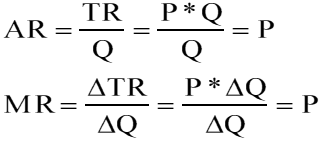 AR = TR/Q = P * Q/Q = P
MR = ΔTR/ΔQ = P * ΔQ/ΔQ = P